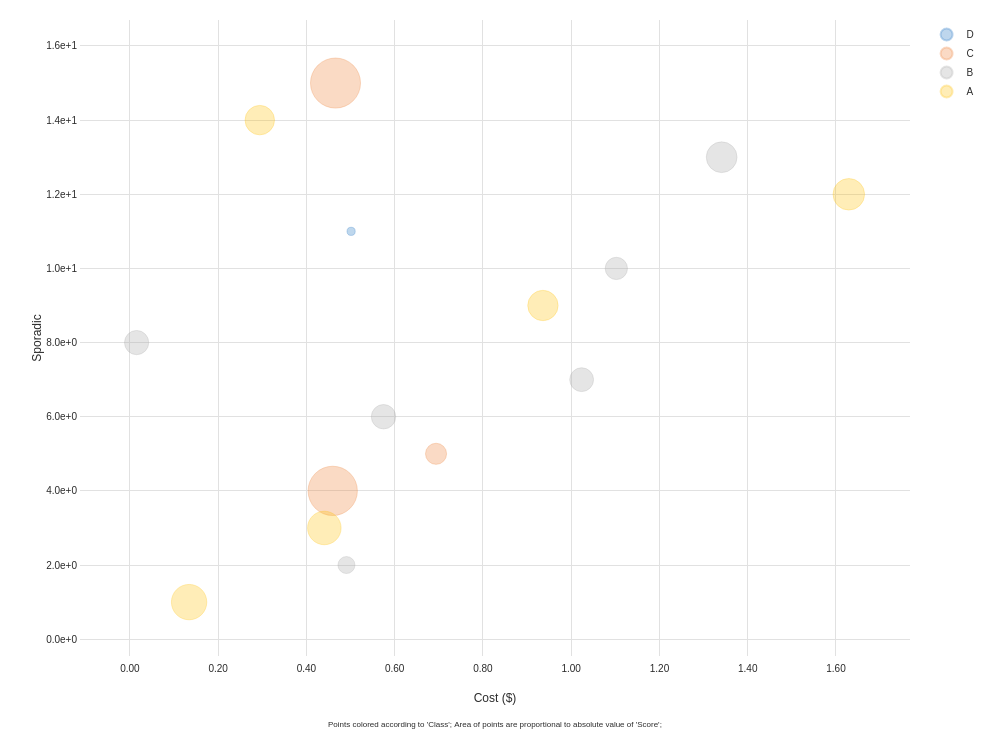 D
C
B
A
1.6e+1
1.4e+1
1.2e+1
1.0e+1
8.0e+0
6.0e+0
4.0e+0
2.0e+0
0.0e+0
Sporadic
0.00 0.20 0.40 0.60 0.80 1.00 1.20 1.40 1.60
Cost ($)
Points colored according to 'Class'; Area of points are proportional to absolute value of 'Score';